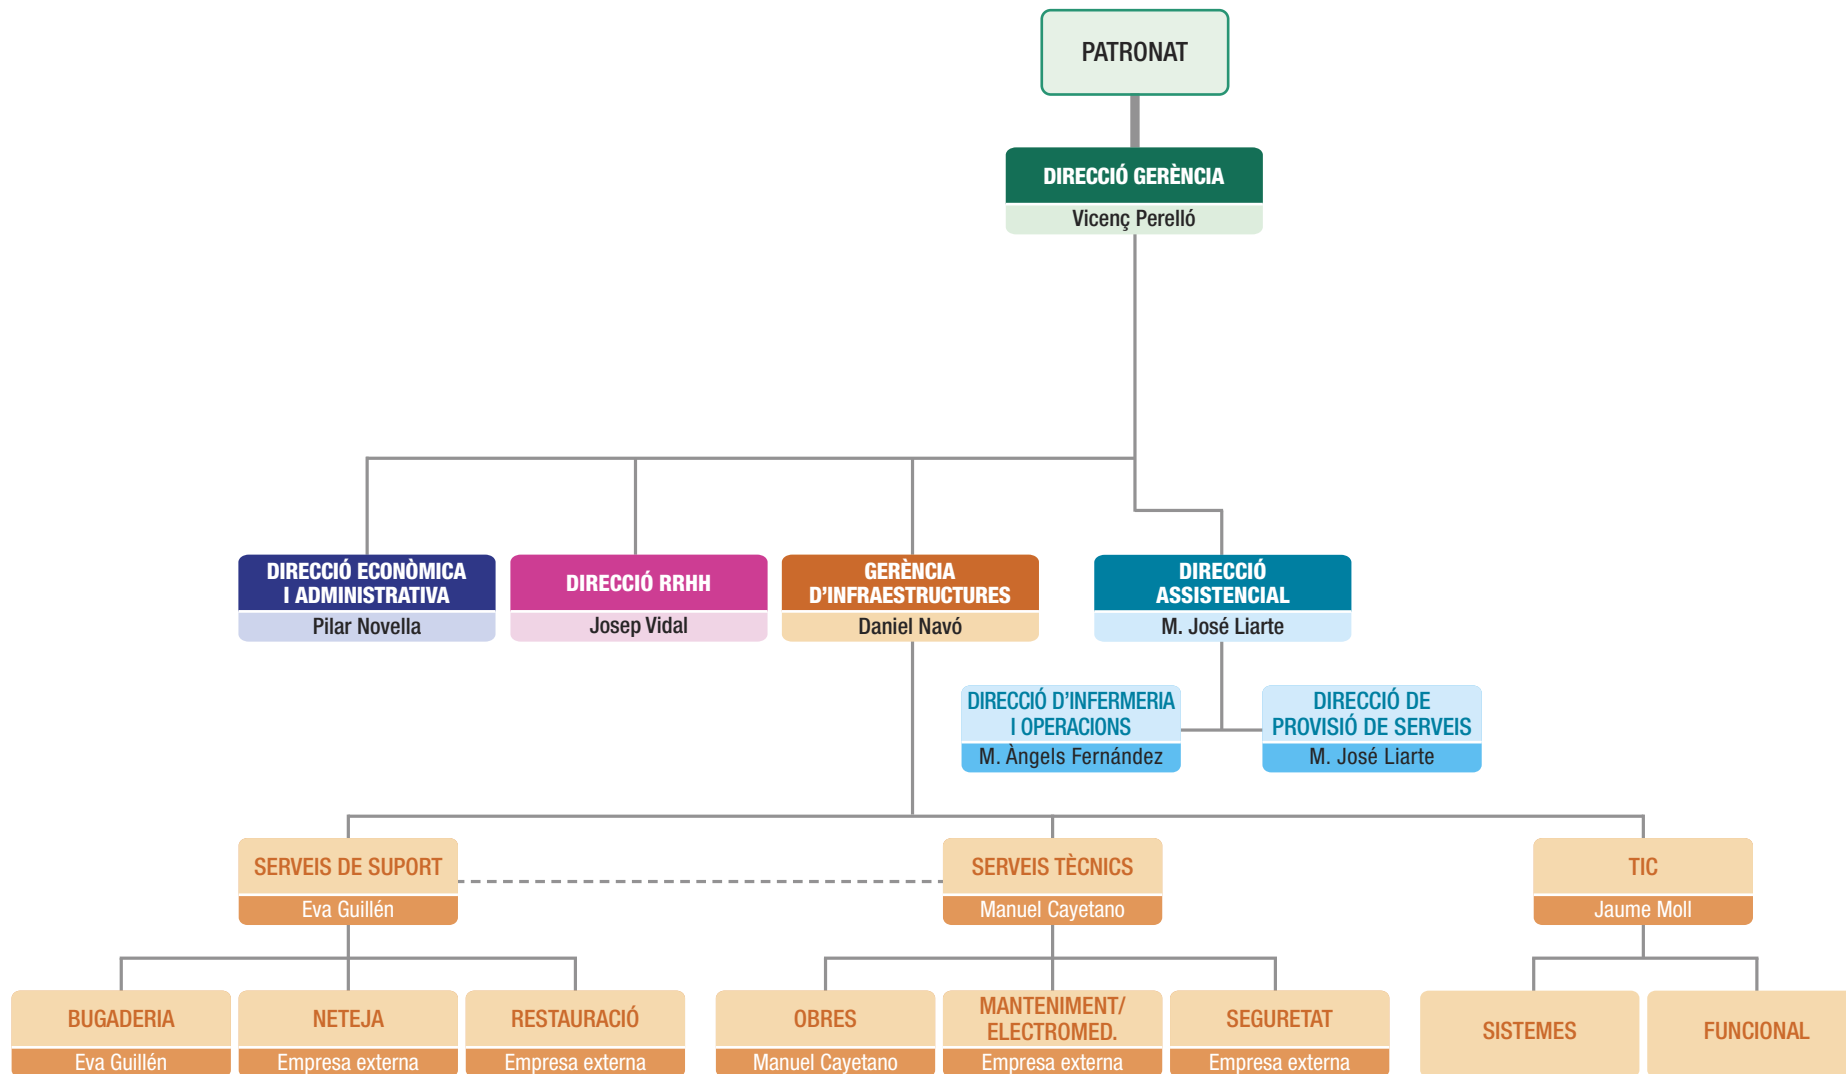 PATRONAT
DIRECCIÓ GERÈNCIA
Vicenç Perelló
DIRECCIÓ ECONÒMICA
I ADMINISTRATIVA
Pilar Novella
DIRECCIÓ RRHH
Josep Vidal
GERÈNCIA
D'INFRAESTRUCTURES
Daniel Navó
DIRECCIÓ
ASSISTENCIAL
M. José Liarte
DIRECCIÓ D'INFERMERIA
I OPERACIONS
M. Àngels Fernández
DIRECCIÓ DE
PROVISIÓ DE SERVEIS
M. José Liarte
SERVEIS DE SUPORT
Eva Guillén
SERVEIS TÈCNICS
Manuel Cayetano
TIC
Jaume Moll
BUGADERIA
Eva Guillén
NETEJA
Empresa externa
RESTAURACIÓ
Empresa externa
OBRES
Manuel Cayetano
MANTENIMENT/
ELECTROMED.
Empresa externa
SEGURETAT
Empresa externa
SISTEMES
FUNCIONAL